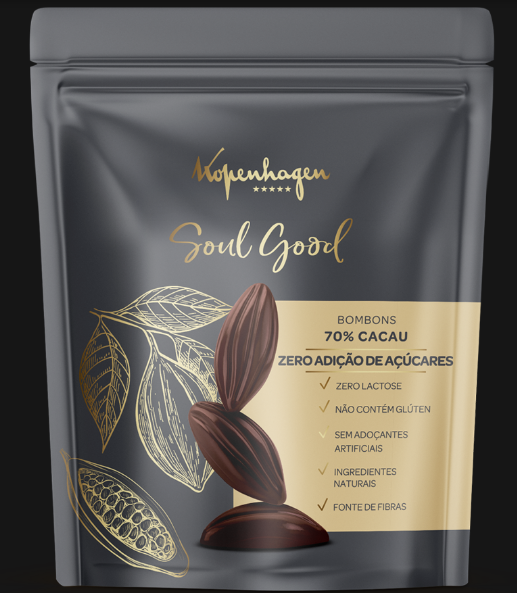 Kopenhagen
Soul Good
BOMBONS
70% CACAU
ZERO ADIÇÃO DE AÇÚCARES
ZERO LACTOSE
NÃO CONTÉM GLÚTEN
SEM ADOÇANTES
ARTIFICIAIS
INGREDIENTES
NATURAIS
FONTE DE FIBRAS